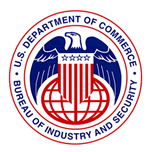 U.S. DEPARTMENT OF COMMERCE
BUREAU OF INDUSTRY AND SECURITY